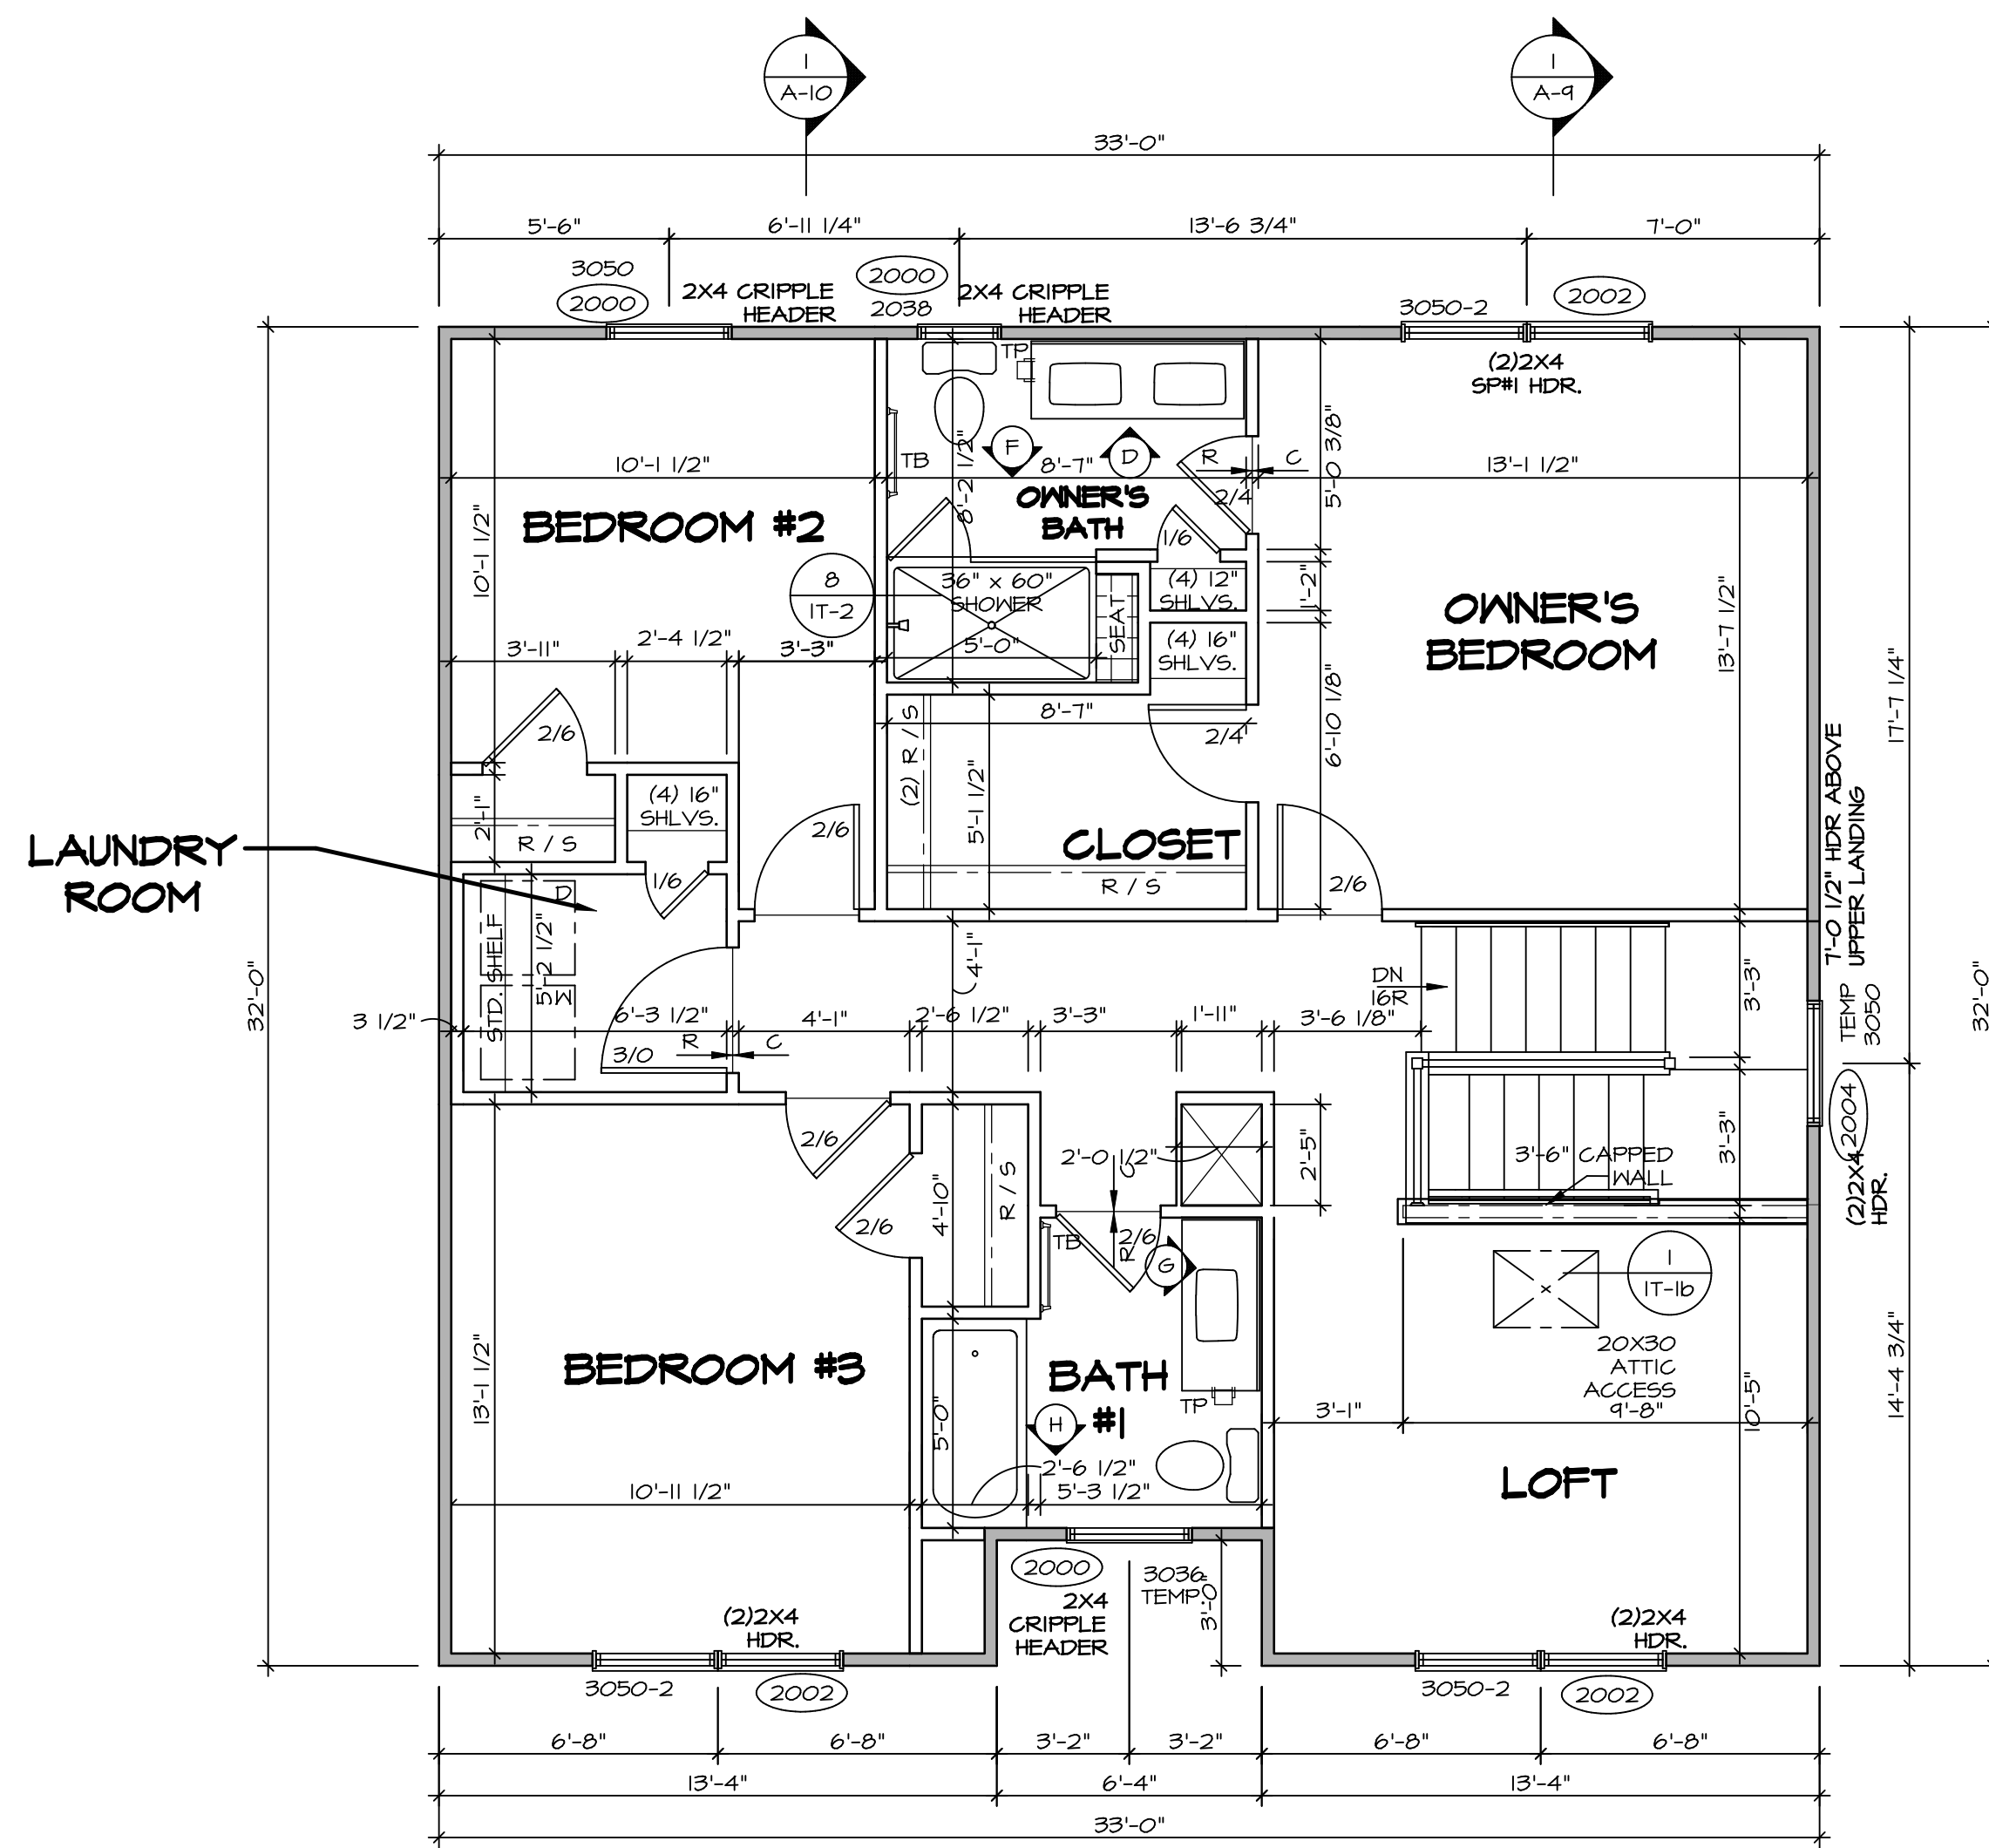 1
A-10
1
A-9
33'-0"
5'-6"
6'-11 1/4"
13'-6 3/4"
7'-0"
3050
2000
2X4 CRIPPLE
HEADER
2000
2038
2X4 CRIPPLE
HEADER
3050-2
2002
(2)2X4
SP#1 HDR.
TP
TB
F
D
R
C
2/4
10'-1 1/2"
8'-7"
13'-1 1/2"
8'-2 1/2"
5'-0 3/8"
10'-1 1/2"
BEDROOM #2
OWNER'S
BATH
1/6
8
IT-2
36" x 60"
SHOWER
5'-0"
SEAT
(4) 12"
SHLVS.
1'-2"
(4) 16"
SHLVS.
OWNER'S
BEDROOM
13'-7 1/2"
17'-7 1/4"
3'-11"
2'-4 1/2"
3'-3"
2/6
8'-7"
2/4
6'-10 1/8"
(2) R / S
5'-1 1/2"
2'-1"
(4) 16"
SHLVS.
R / S
2/6
CLOSET
R / S
2/6
7'-0 1/2" HDR ABOVE
UPPER LANDING
LAUNDRY
ROOM
1/6
D
W
STD. SHELF
5'-2 1/2"
32'-0"
3 1/2"
6'-3 1/2"
3/0
R
C
4'-1"
4'-1"
2'-6 1/2"
3'-3"
1'-11"
3'-6 1/8"
DN
16R
3'-3"
TEMP
3050
32'-0"
2004
(2)2X4
HDR.
3'-3"
3'-6" CAPPED
WALL
2/6
2/6
4'-10"
R / S
2'-0 1/2"
C
2'-5"
TB
R
2/6
G
1
IT-1b
20X30
ATTIC
ACCESS
13'-1 1/2"
BEDROOM #3
BATH
#1
H
TP
5'-0"
3'-1"
9'-8"
10'-5"
14'-4 3/4"
LOFT
10'-11 1/2"
2'-6 1/2"
5'-3 1/2"
2000
2X4
CRIPPLE
HEADER
3036
TEMP.
3'-0"
(2)2X4
HDR.
(2)2X4
HDR.
3050-2
2002
3050-2
2002
6'-8"
6'-8"
3'-2"
3'-2"
6'-8"
6'-8"
13'-4"
6'-4"
13'-4"
33'-0"